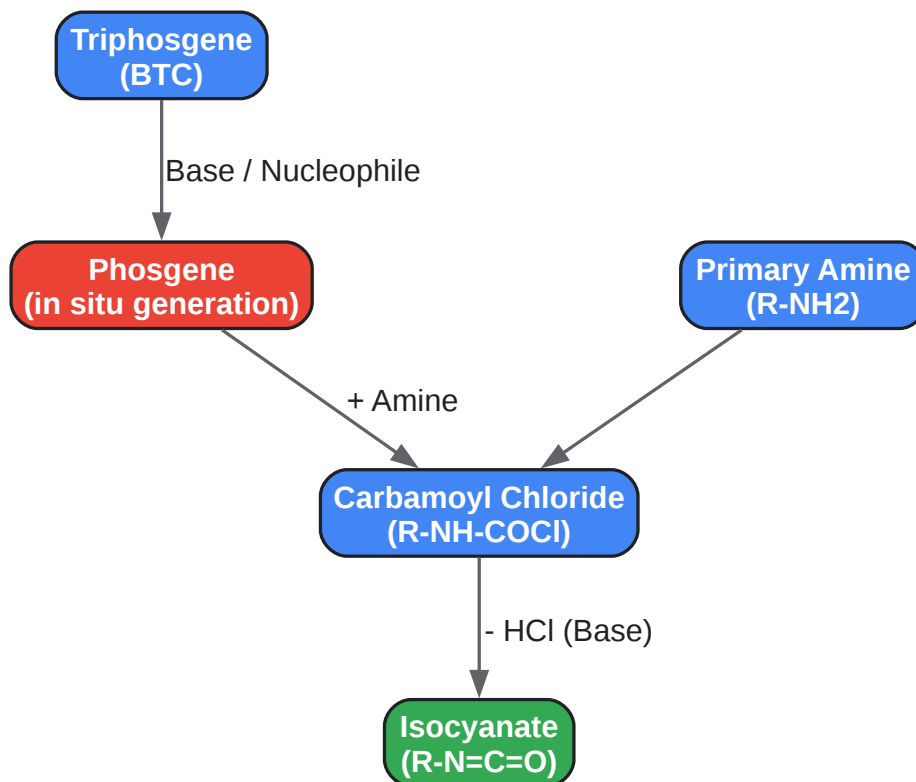 Triphosgene
(BTC)
Base / Nucleophile
Phosgene
(in situ generation)
Primary Amine
(R-NH2)
+ Amine
Carbamoyl Chloride
(R-NH-COCl)
- HCl (Base)
Isocyanate
(R-N=C=O)